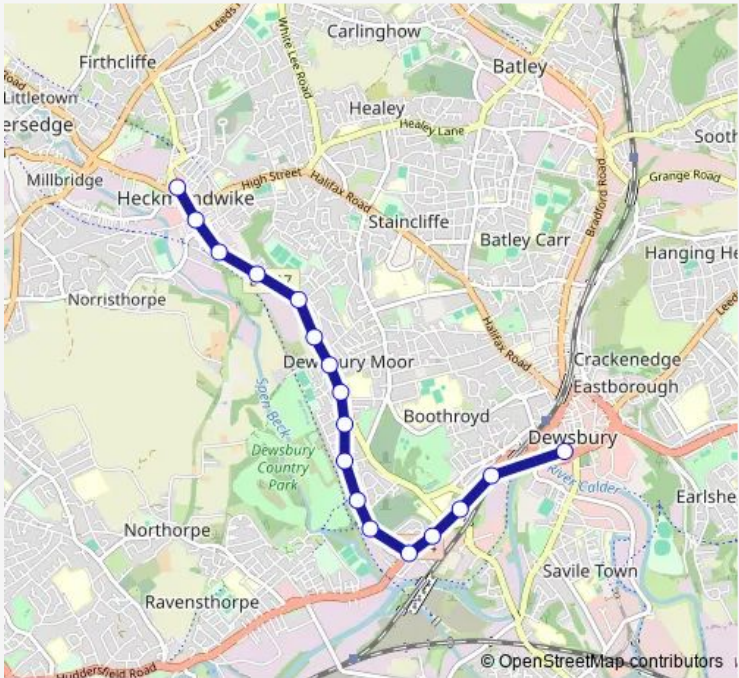 Leeds
Carlinghow
White Lee Road
Firthcliffe
Batley
Road
Littletown
Healey
ersedge
Healey Lane
Sooth
Millbridge
High Street
Halifax Road
Grange Road
Heckmondwike
Bradford Road
Staincliffe
Batley Carr
Hanging He
Norristhorpe
Leed
Halifax Road
Dewsbury Moor
Crackenedge
Eastborough
Spen Beck
Boothroyd
Dewsbury
Dewsbury
Country
Park
River Calder
Earlshe
Northorpe
Savile Town
Ravensthorpe
Huddersfield Road
© OpenStreetMap contributors